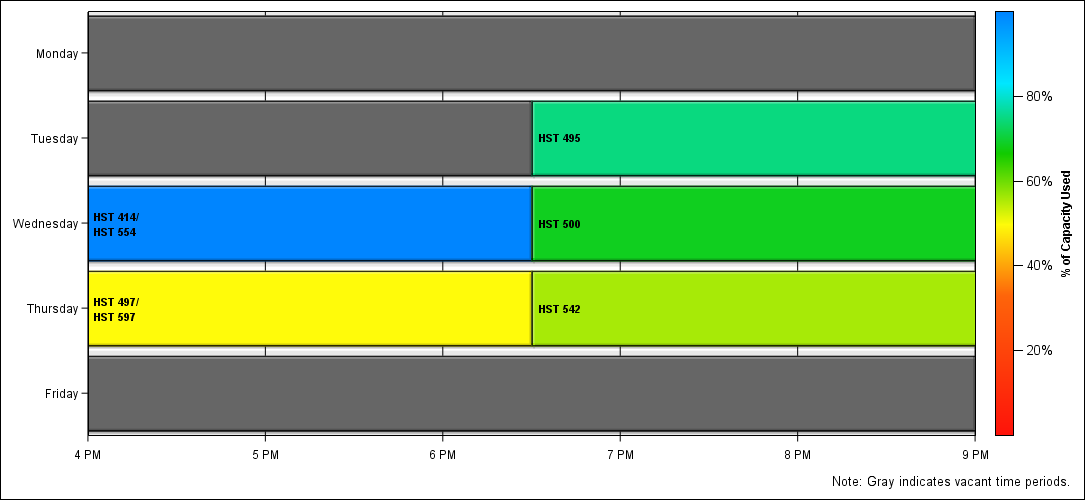 Monday
Tuesday
HST 495
80%
Wednesday
HST 414/
HST 554
HST 500
60%
% of Capacity Used
Thursday
HST 497/
HST 597
HST 542
40%
20%
Friday
4 PM
5 PM
6 PM
7 PM
8 PM
9 PM
Note: Gray indicates vacant time periods.